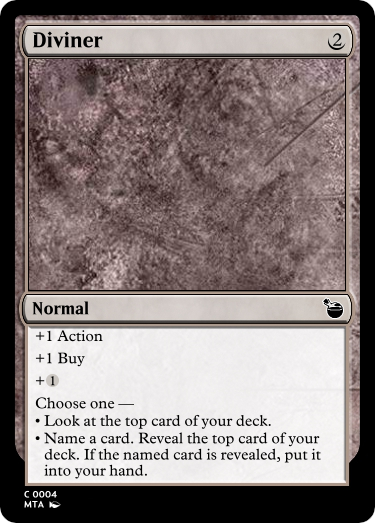 Diviner 2
Normal
+1 Action
+1 Buy
+1
Choose one —
• Look at the top card of your deck.
• Name a card. Reveal the top card of your
deck. If the named card is revealed, put it
into your hand.
C 0004
MTA